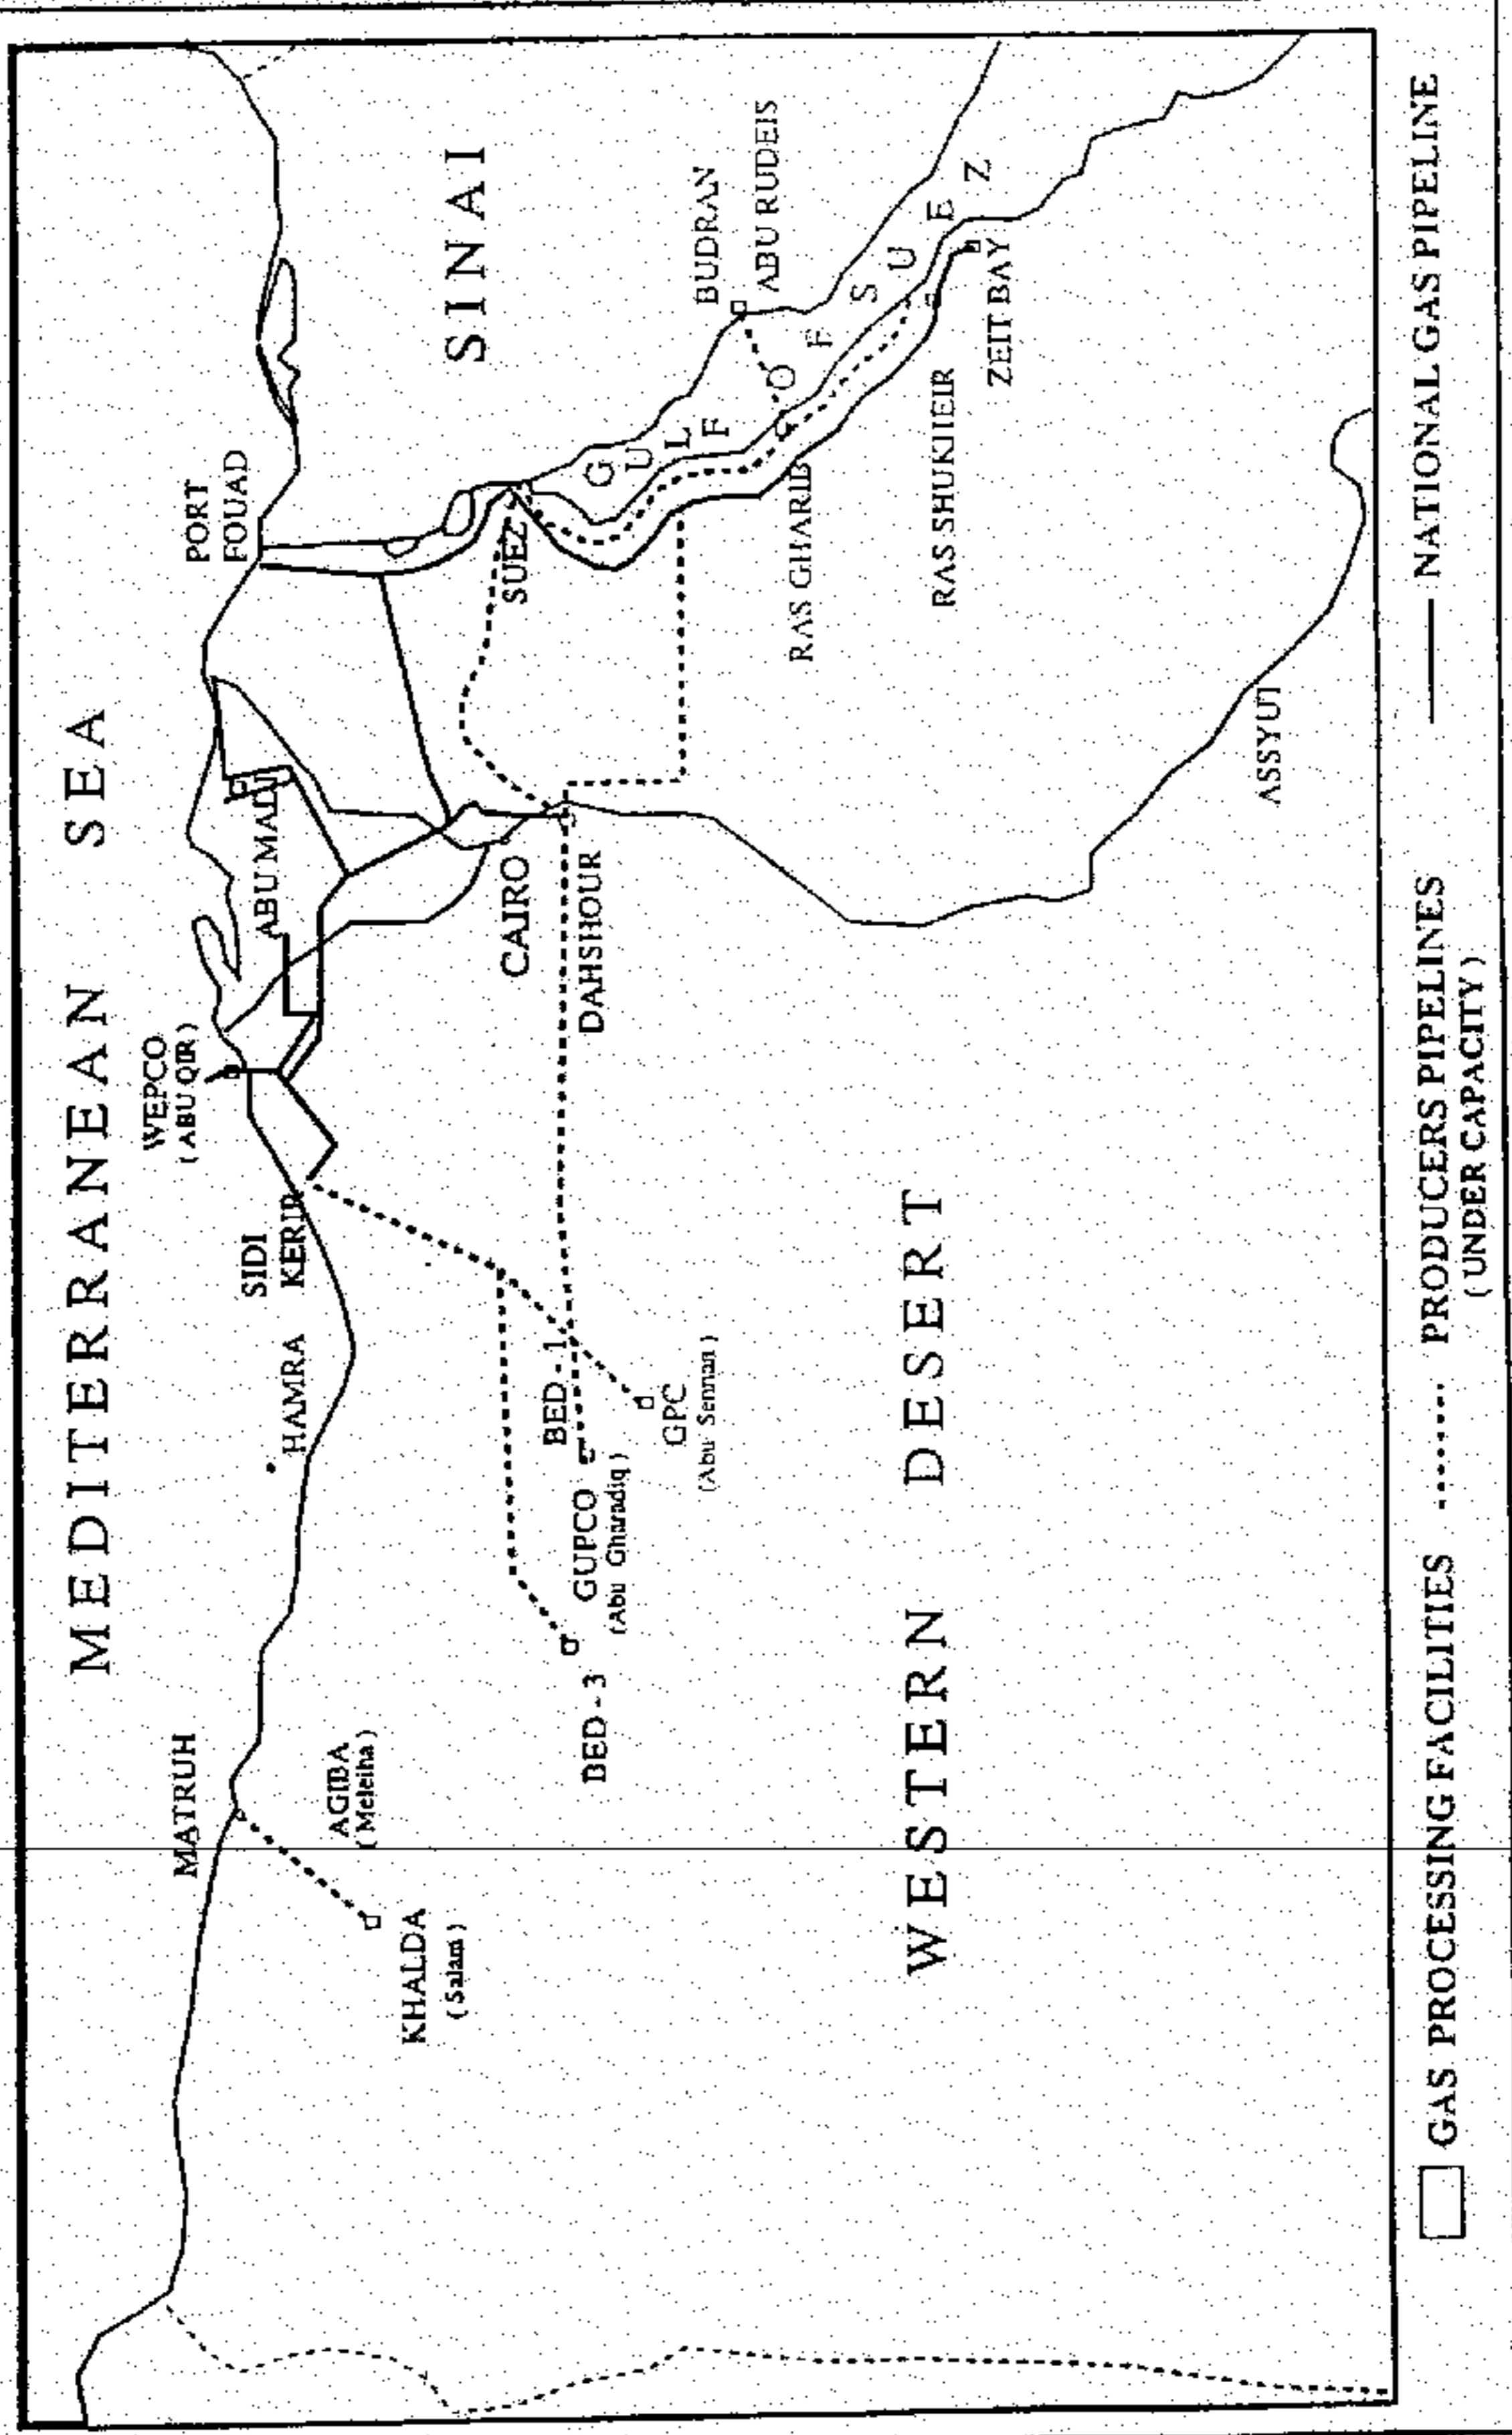 MEDITERRANEAN SEA
MATRUH
AGIBA
( Meleiha )
KHALDA
( Salam )
HAMRA
SIDI
KERIR
WEPCO
( ABU QIR )
ABU MADI
PORT
FOUAD
SINAI
SUEZ
CAIRO
DAHSHOUR
BED - 1
BED - 3
GUPCO
(Abu Gharadiq )
GPC
(Abu Sennan )
BUDRAN
ABU RUDEIS
GULF OF SUEZ
RAS GHARIB
RAS SHUKHEIR
ZEIT BAY
ASSYUT
WESTERN DESERT
GAS PROCESSING FACILITIES
PRODUCERS PIPELINES
( UNDER CAPACITY )
NATIONAL GAS PIPELINE